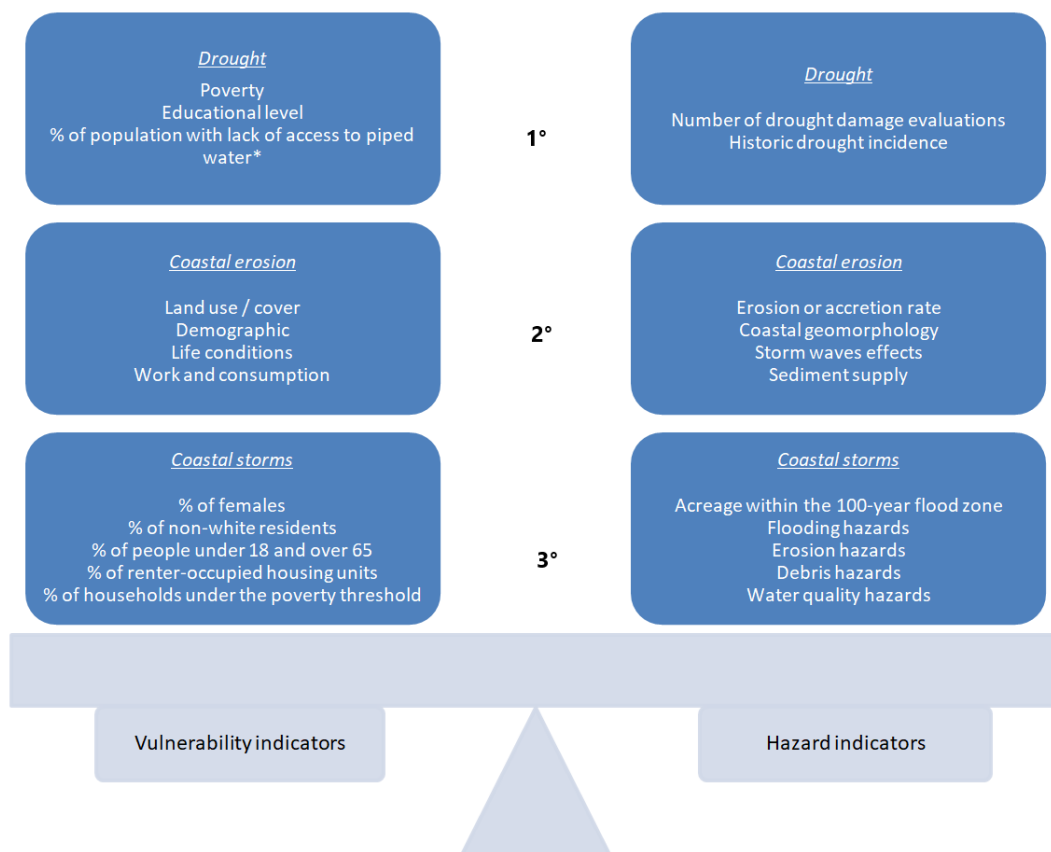 Drought
Poverty
Educational level
% of population with lack of access to piped
water*
1°
Drought
Number of drought damage evaluations
Historic drought incidence
Coastal erosion
Land use / cover
Demographic
Life conditions
Work and consumption
2°
Coastal erosion
Erosion or accretion rate
Coastal geomorphology
Storm waves effects
Sediment supply
Coastal storms
% of females
% of non-white residents
% of people under 18 and over 65
% of renter-occupied housing units
% of households under the poverty threshold
3°
Coastal storms
Acreage within the 100-year flood zone
Flooding hazards
Erosion hazards
Debris hazards
Water quality hazards
Vulnerability indicators
Hazard indicators